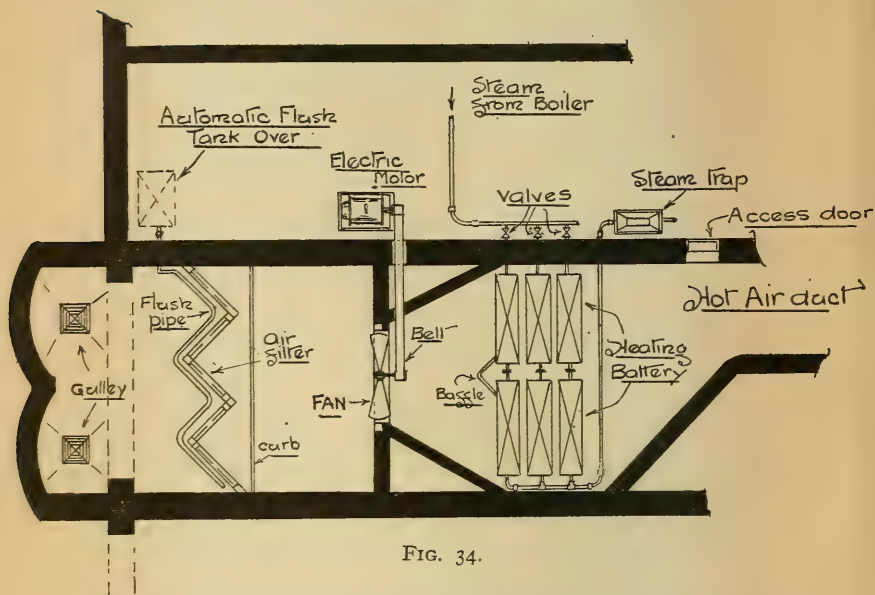 Steam
from Boiler
Automatic Flush
Tank Over
Electric
Motor
Valves
Steam Trap
Access door
Hot Air duct
Flush
pipe
air
filter
Belt
Gulley
Heating
Battery
Baffle
FAN
curb
FIG. 34.